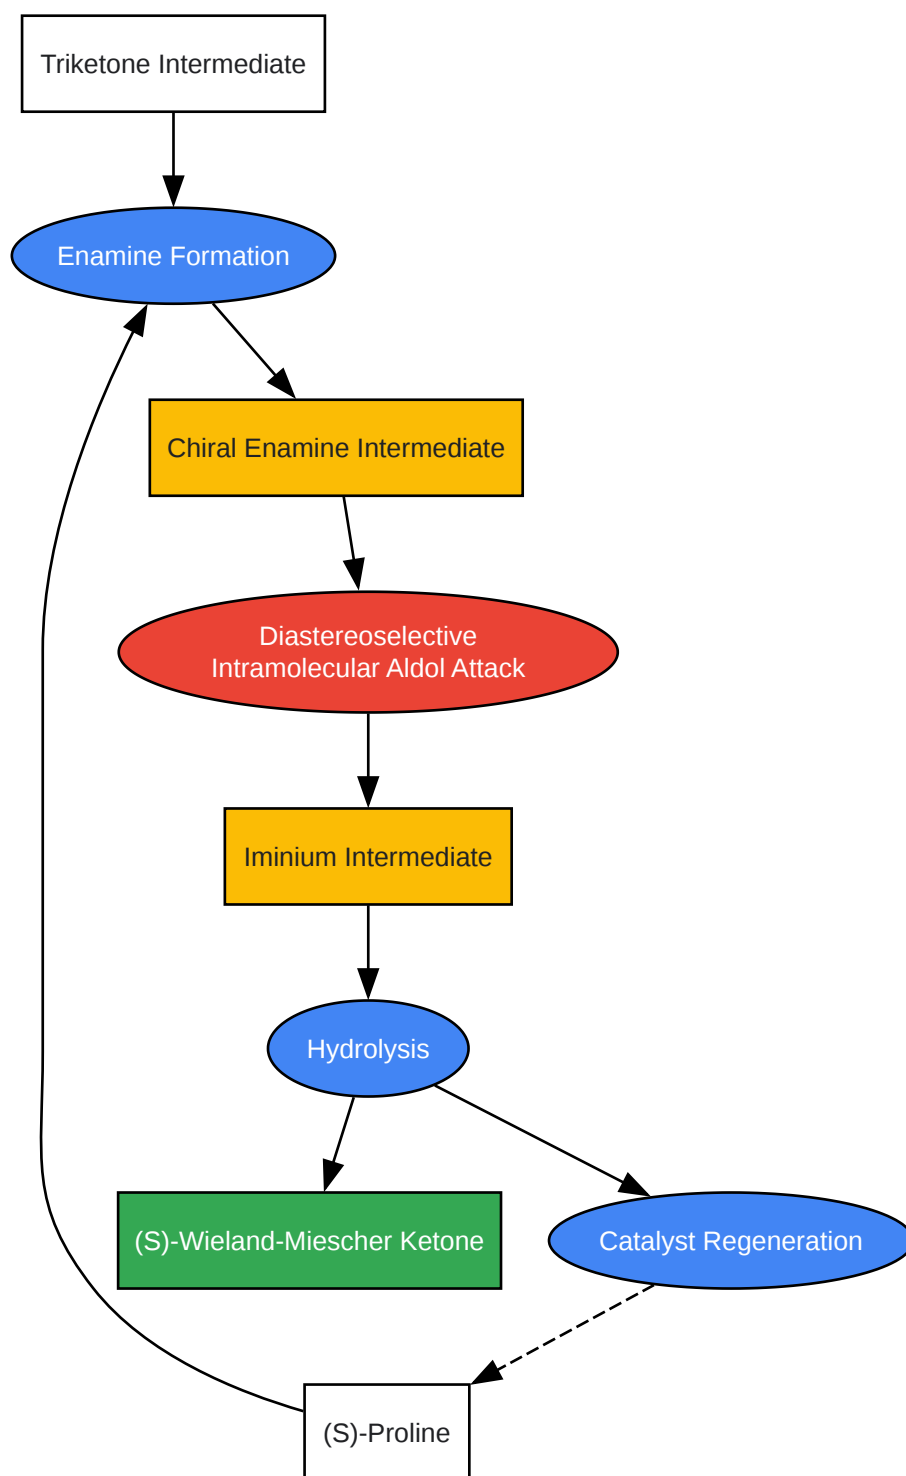 Triketone Intermediate
Enamine Formation
Chiral Enamine Intermediate
Diastereoselective
Intramolecular Aldol Attack
Iminium Intermediate
Hydrolysis
(S)-Wieland-Miescher Ketone
Catalyst Regeneration
(S)-Proline